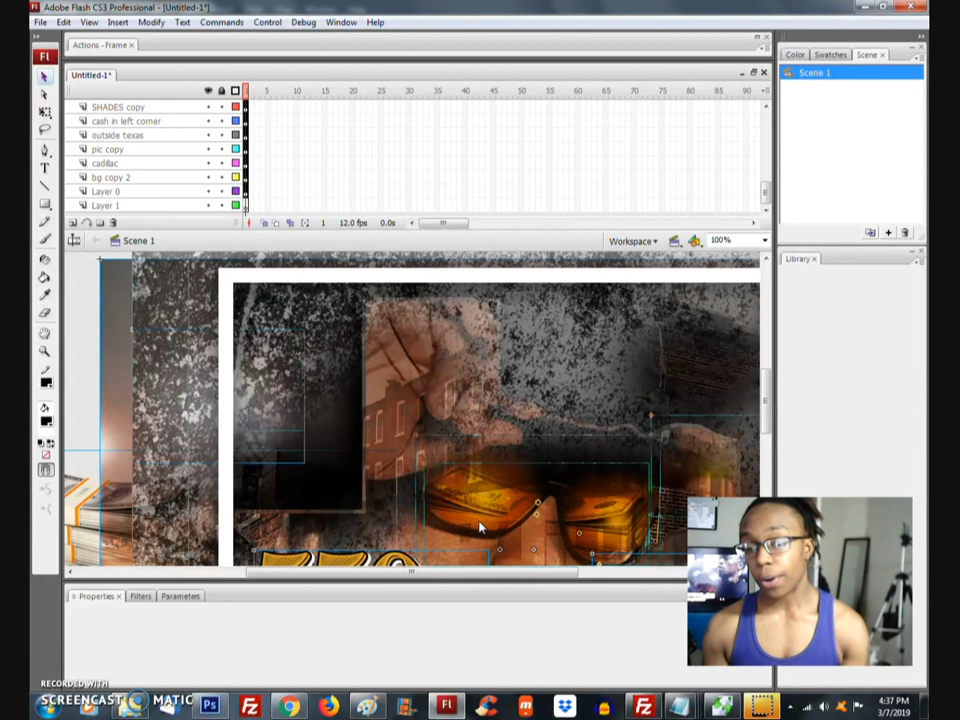 Adobe Flash CS3 Professional - [Untitled-1*]
File Edit View Insert Modify Text Commands Control Debug Window Help
Actions - Frame ×
Color Swatches Scene ×
Untitled-1*
Scene 1
5 10 15 20 25 30 35 40 45 50 55 60 65 70 75 80 85 90
SHADES copy
cash in left corner
outside texas
pic copy
cadillac
bg copy 2
Layer 0
Layer 1
1 12.0 fps 0.0s
Scene 1 Workspace 100%
Library ×
Properties × Filters Parameters
RECORDED WITH
SCREENCAST MATIC
Ps Fl
4:37 PM
3/7/2019